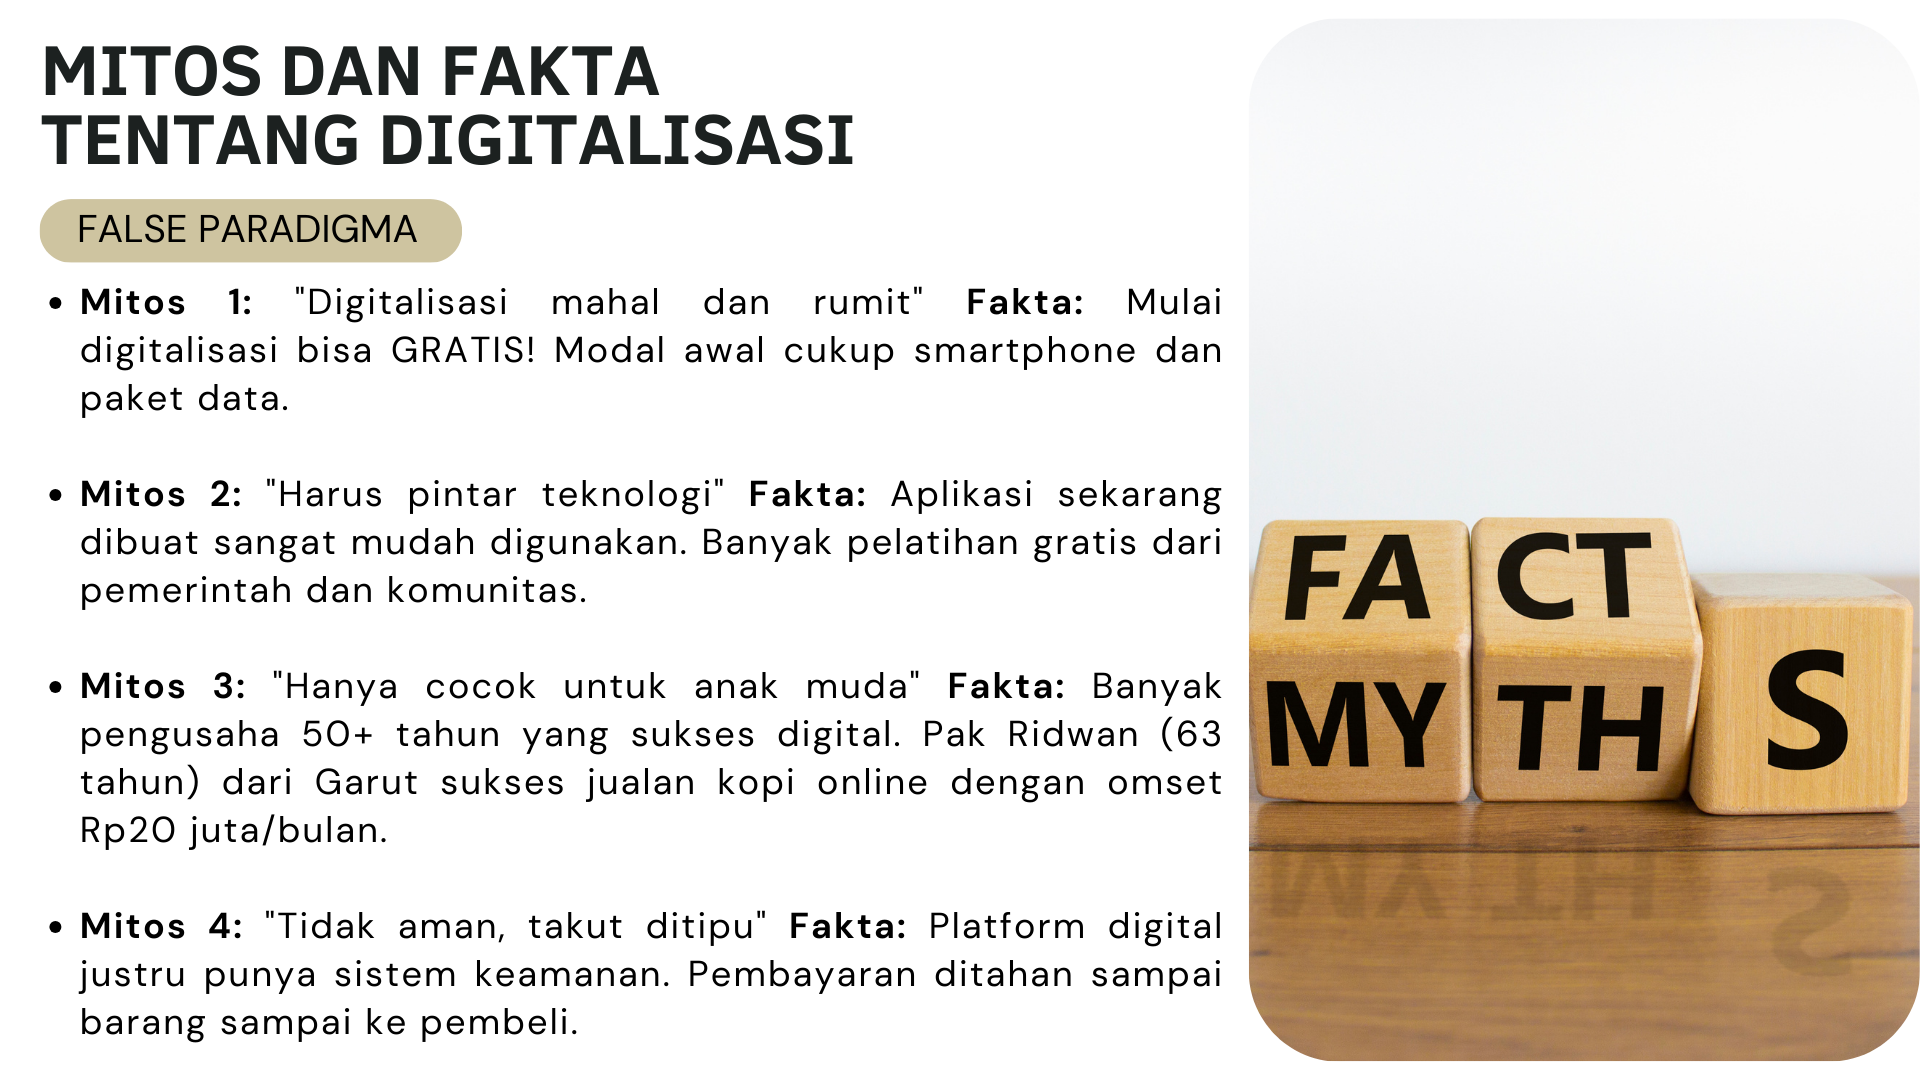 MITOS DAN FAKTA
TENTANG DIGITALISASI
FALSE PARADIGMA
• Mitos 1: "Digitalisasi mahal dan rumit" Fakta: Mulai
digitalisasi bisa GRATIS! Modal awal cukup smartphone dan
paket data.
• Mitos 2: "Harus pintar teknologi" Fakta: Aplikasi sekarang
dibuat sangat mudah digunakan. Banyak pelatihan gratis dari
pemerintah dan komunitas.
• Mitos 3: "Hanya cocok untuk anak muda" Fakta: Banyak
pengusaha 50+ tahun yang sukses digital. Pak Ridwan (63
tahun) dari Garut sukses jualan kopi online dengan omset
Rp20 juta/bulan.
• Mitos 4: "Tidak aman, takut ditipu" Fakta: Platform digital
justru punya sistem keamanan. Pembayaran ditahan sampai
barang sampai ke pembeli.
FACT
MYTHS